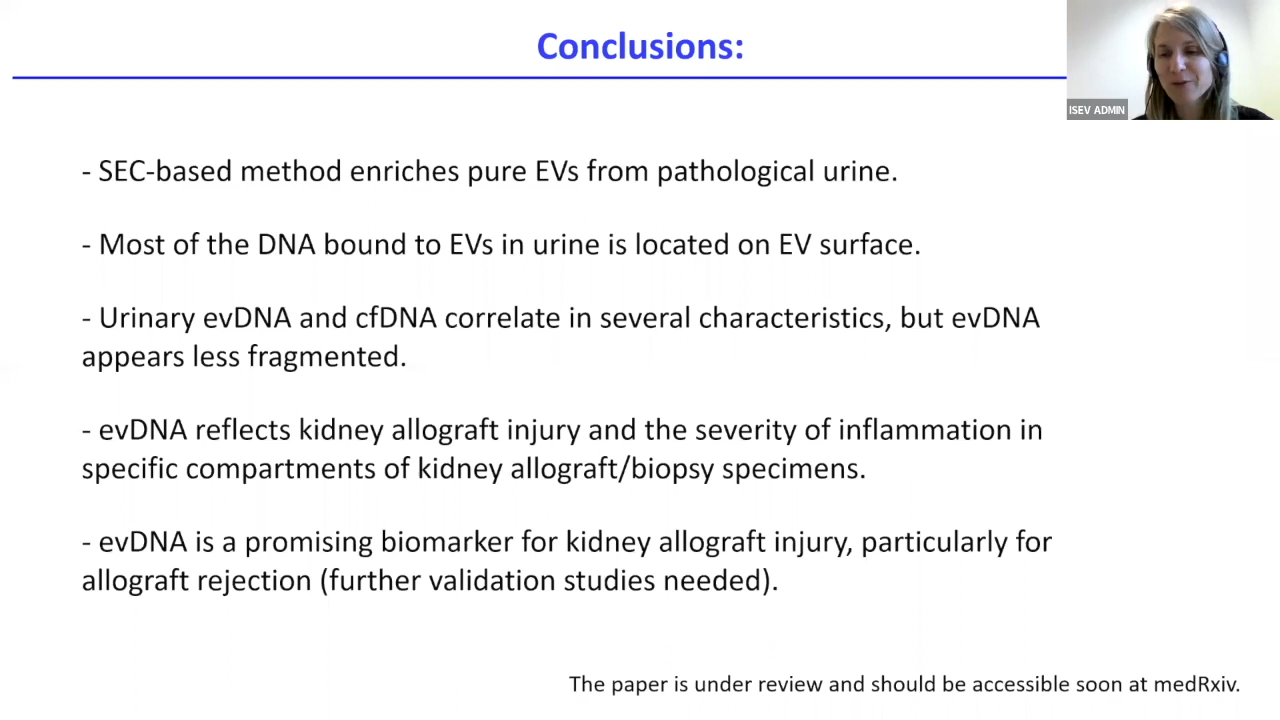 Conclusions:
ISEV ADMIN
- SEC-based method enriches pure EVs from pathological urine.
- Most of the DNA bound to EVs in urine is located on EV surface.
- Urinary evDNA and cfDNA correlate in several characteristics, but evDNA
appears less fragmented.
- evDNA reflects kidney allograft injury and the severity of inflammation in
specific compartments of kidney allograft/biopsy specimens.
- evDNA is a promising biomarker for kidney allograft injury, particularly for
allograft rejection (further validation studies needed).
The paper is under review and should be accessible soon at medRxiv.